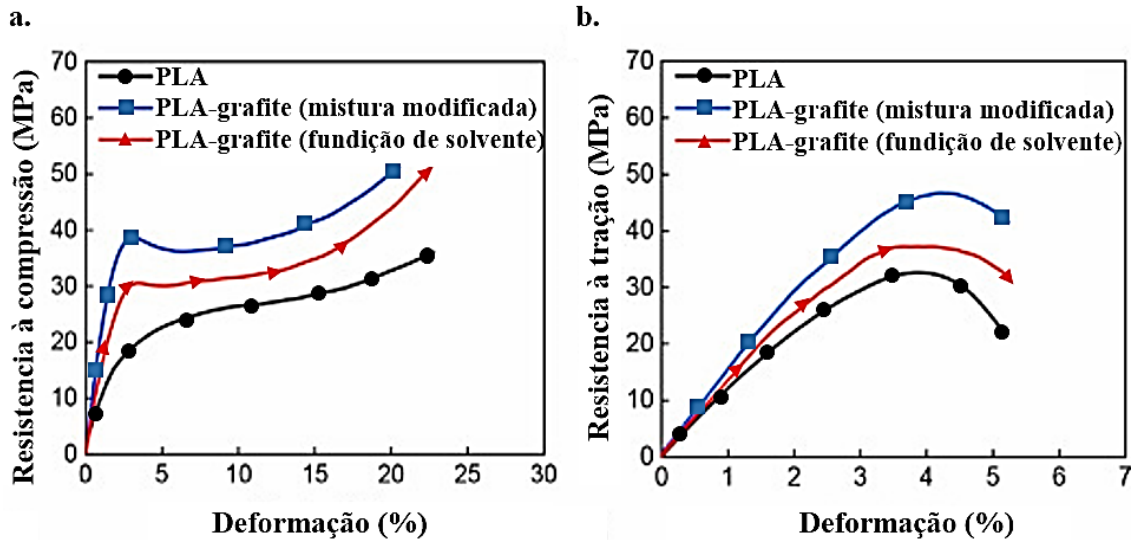 a.
Resistencià à compressão (MPa)
70
60
50
40
30
20
10
0
PLA
PLA-grafite (mistura modificada)
PLA-grafite (fundição de solvente)
0 5 10 15 20 25 30
Deformação (%)
b.
Resistencià à tração (MPa)
70
60
50
40
30
20
10
0
PLA
PLA-grafite (mistura modificada)
PLA-grafite (fundição de solvente)
0 1 2 3 4 5 6 7
Deformação (%)